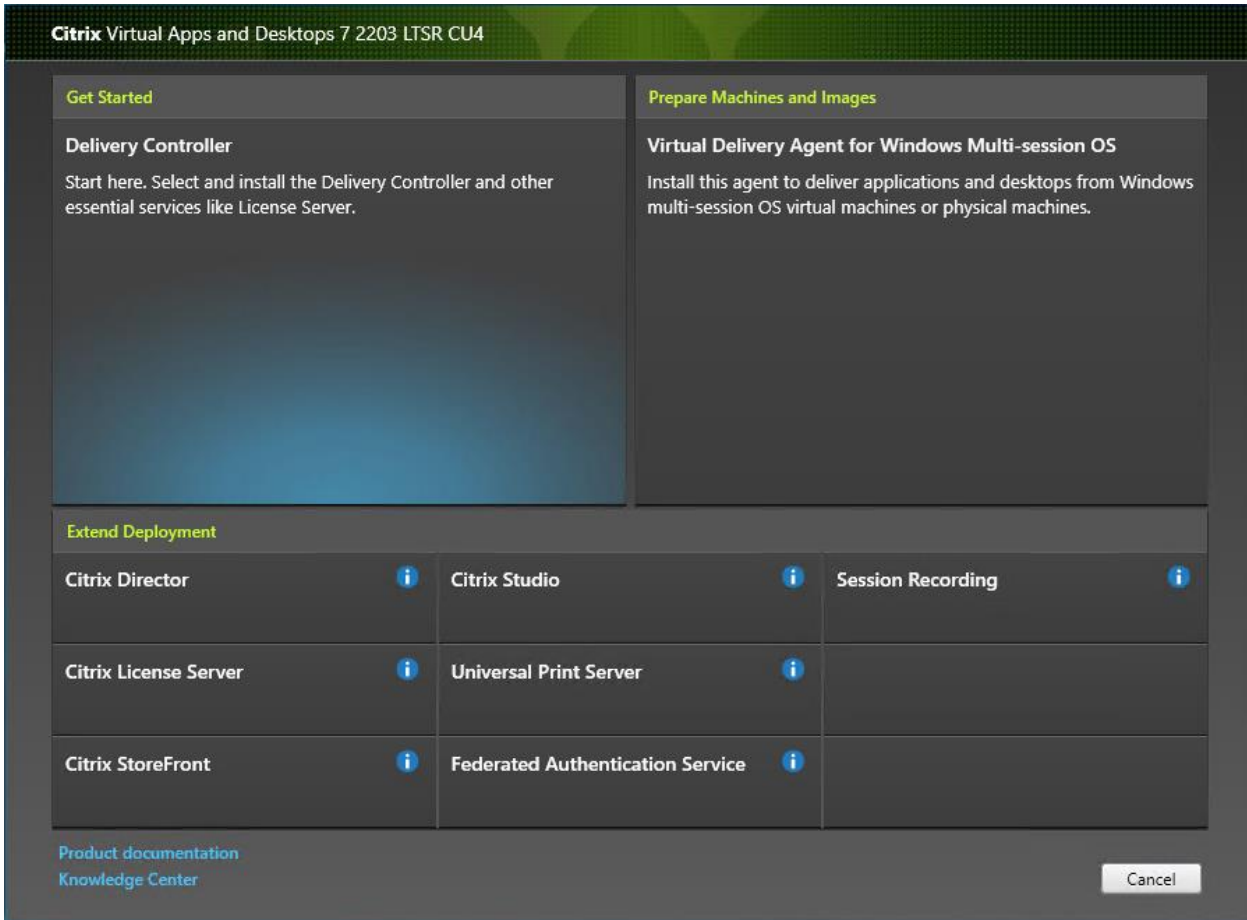 Citrix Virtual Apps and Desktops 7 2203 LTSR CU4
Get Started
Delivery Controller
Start here. Select and install the Delivery Controller and other
essential services like License Server.
Prepare Machines and Images
Virtual Delivery Agent for Windows Multi-session OS
Install this agent to deliver applications and desktops from Windows
multi-session OS virtual machines or physical machines.
Extend Deployment
Citrix Director
Citrix Studio
Session Recording
Citrix License Server
Universal Print Server
Citrix StoreFront
Federated Authentication Service
Product documentation
Knowledge Center
Cancel